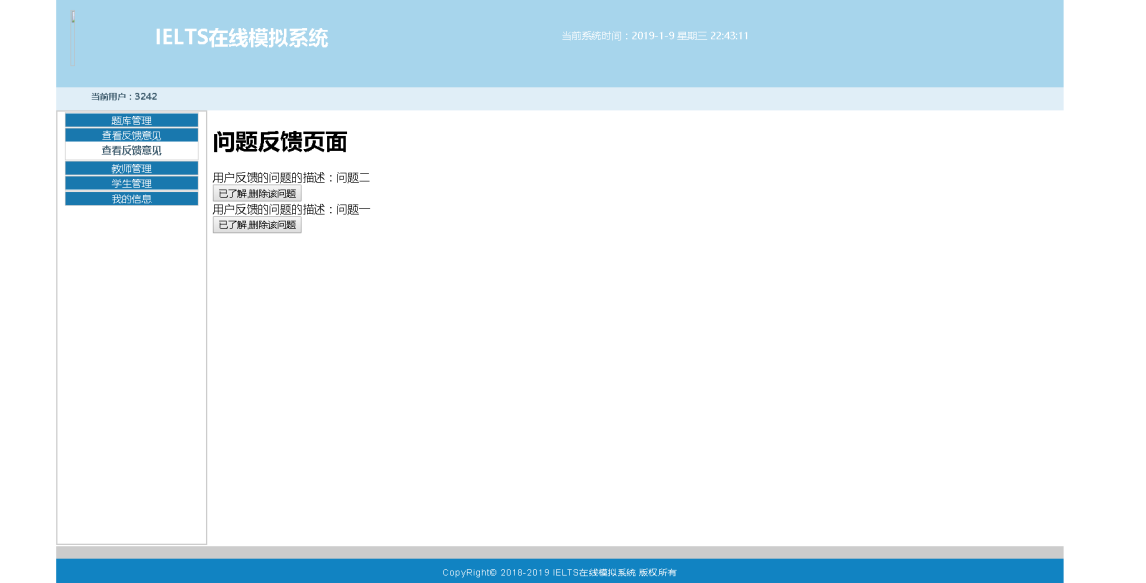 IELTS在线模拟系统
当前系统时间：2019-1-9 星期三 22:43:11
当前用户：3242
题库管理
查看反馈意见
查看反馈意见
教师管理
学生管理
我的信息
问题反馈页面
用户反馈的问题的描述：问题二
已了解,删除该问题
用户反馈的问题的描述：问题一
已了解,删除该问题
CopyRight© 2018-2019 IELTS在线模拟系统 版权所有